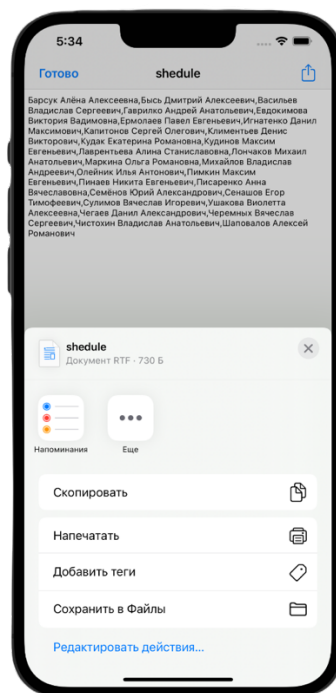 5:34
Готово
shedule
Барсук Алёна Алексеевна,Бысь Дмитрий Алексеевич,Васильев
Владислав Сергеевич,Гаврилко Андрей Анатольевич,Евдокимова
Виктория Вадимовна,Ермолаев Павел Евгеньевич,Игнатенко Данил
Максимович,Капитонов Сергей Олегович,Климентьев Денис
Викторович,Кудак Екатерина Романовна,Кудинов Максим
Евгеньевич,Лаврентьева Алина Станиславовна,Лончаков Михаил
Анатольевич,Маркина Ольга Романовна,Михайлов Владислав
Андреевич,Олейник Илья Антонович,Пимкин Максим
Евгеньевич,Пинаев Никита Евгеньевич,Писаренко Анна
Вячеславовна,Семёнов Юрий Александрович,Сенашов Егор
Тимофеевич,Сулимов Вячеслав Игоревич,Ушакова Виолетта
Алексеевна,Чегаев Данил Александрович,Черемных Вячеслав
Сергеевич,Чистохин Владислав Анатольевич,Шаповалов Алексей
Романович
shedule
Документ RTF · 730 Б
Напоминания
Еще
Скопировать
Напечатать
Добавить теги
Сохранить в Файлы
Редактировать действия...